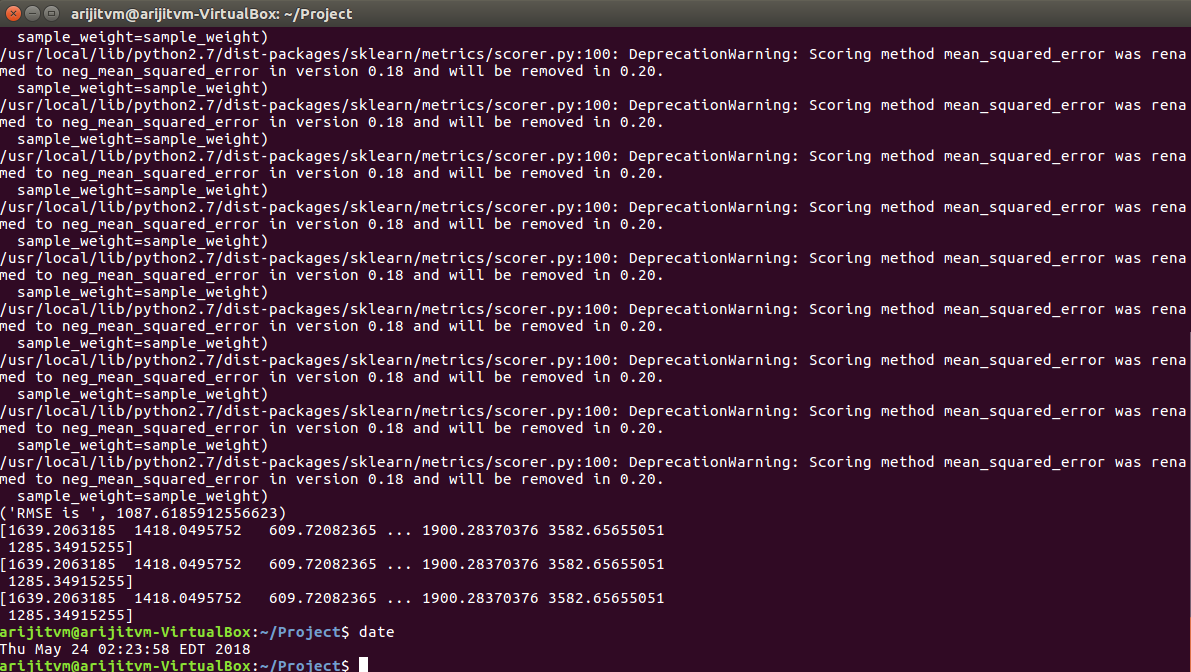 arijitvm@arijitvm-VirtualBox: ~/Project
  sample_weight=sample_weight)
/usr/local/lib/python2.7/dist-packages/sklearn/metrics/scorer.py:100: DeprecationWarning: Scoring method mean_squared_error was rena
med to neg_mean_squared_error in version 0.18 and will be removed in 0.20.
  sample_weight=sample_weight)
/usr/local/lib/python2.7/dist-packages/sklearn/metrics/scorer.py:100: DeprecationWarning: Scoring method mean_squared_error was rena
med to neg_mean_squared_error in version 0.18 and will be removed in 0.20.
  sample_weight=sample_weight)
/usr/local/lib/python2.7/dist-packages/sklearn/metrics/scorer.py:100: DeprecationWarning: Scoring method mean_squared_error was rena
med to neg_mean_squared_error in version 0.18 and will be removed in 0.20.
  sample_weight=sample_weight)
/usr/local/lib/python2.7/dist-packages/sklearn/metrics/scorer.py:100: DeprecationWarning: Scoring method mean_squared_error was rena
med to neg_mean_squared_error in version 0.18 and will be removed in 0.20.
  sample_weight=sample_weight)
/usr/local/lib/python2.7/dist-packages/sklearn/metrics/scorer.py:100: DeprecationWarning: Scoring method mean_squared_error was rena
med to neg_mean_squared_error in version 0.18 and will be removed in 0.20.
  sample_weight=sample_weight)
/usr/local/lib/python2.7/dist-packages/sklearn/metrics/scorer.py:100: DeprecationWarning: Scoring method mean_squared_error was rena
med to neg_mean_squared_error in version 0.18 and will be removed in 0.20.
  sample_weight=sample_weight)
/usr/local/lib/python2.7/dist-packages/sklearn/metrics/scorer.py:100: DeprecationWarning: Scoring method mean_squared_error was rena
med to neg_mean_squared_error in version 0.18 and will be removed in 0.20.
  sample_weight=sample_weight)
/usr/local/lib/python2.7/dist-packages/sklearn/metrics/scorer.py:100: DeprecationWarning: Scoring method mean_squared_error was rena
med to neg_mean_squared_error in version 0.18 and will be removed in 0.20.
  sample_weight=sample_weight)
/usr/local/lib/python2.7/dist-packages/sklearn/metrics/scorer.py:100: DeprecationWarning: Scoring method mean_squared_error was rena
med to neg_mean_squared_error in version 0.18 and will be removed in 0.20.
  sample_weight=sample_weight)
('RMSE is ', 1087.6185912556623)
[1639.2063185  1418.0495752   609.72082365 ... 1900.28370376 3582.65655051
 1285.34915255]
[1639.2063185  1418.0495752   609.72082365 ... 1900.28370376 3582.65655051
 1285.34915255]
[1639.2063185  1418.0495752   609.72082365 ... 1900.28370376 3582.65655051
 1285.34915255]
arijitvm@arijitvm-VirtualBox:~/Project$ date
Thu May 24 02:23:58 EDT 2018
arijitvm@arijitvm-VirtualBox:~/Project$